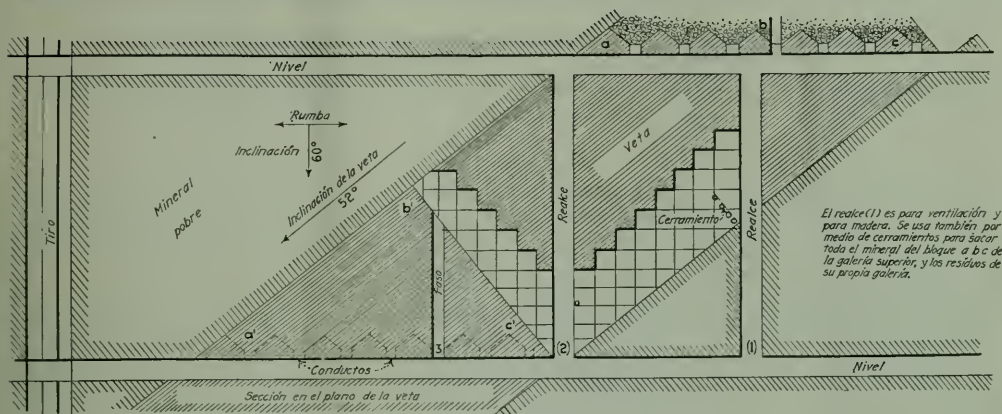 a
b
c
Nivel
Rumba
Inclinación
60°
Inclinación de la veta
52°
Mineral
pobre
Tiro
Veta
Realce
Realce
Cerramiento
b'
Paso
a'
c'
3
(2)
(1)
Conductos
Nivel
Sección en el plano de la veta
El realce(1) es para ventilación y
para madera. Se usa también por
medio de cerramientos para sacar
toda el mineral del bloque a b c de
la galería superior, y los residuos de
su propia galería.